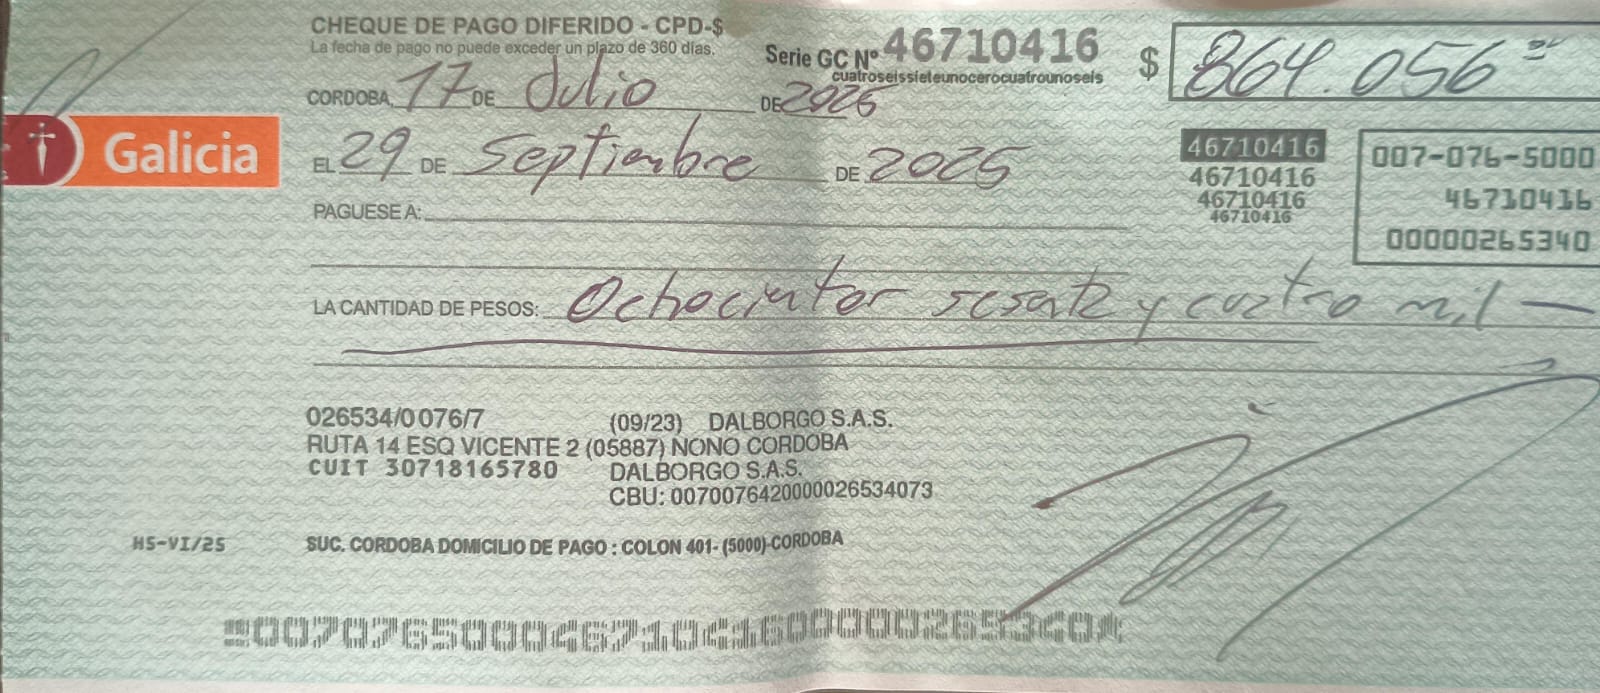 CHEQUE DE PAGO DIFERIDO - CPD-$
La fecha de pago no puede exceder un plazo de 360 días.
Serie GC Nº 46710416
cuatroseissieteunocerocuatrounoseis
$ 864.056
CORDOBA, 17 DE Julio DE 2025
Galicia
EL 29 DE Septiembre DE 2025
46710416
46710416
46710416
46710416
007-076-5000
46710416
00000265340
PAGUESE A:
LA CANTIDAD DE PESOS: Ochocientos sesenta y cuatro mil
026534/0076/7 (09/23) DALBORGO S.A.S.
RUTA 14 ESQ VICENTE 2 (05887) NONO CORDOBA
CUIT 30718165780 DALBORGO S.A.S.
CBU: 0070076420000026534073
HS-VI/25
SUC. CORDOBA DOMICILIO DE PAGO : COLON 401- (5000)-CORDOBA